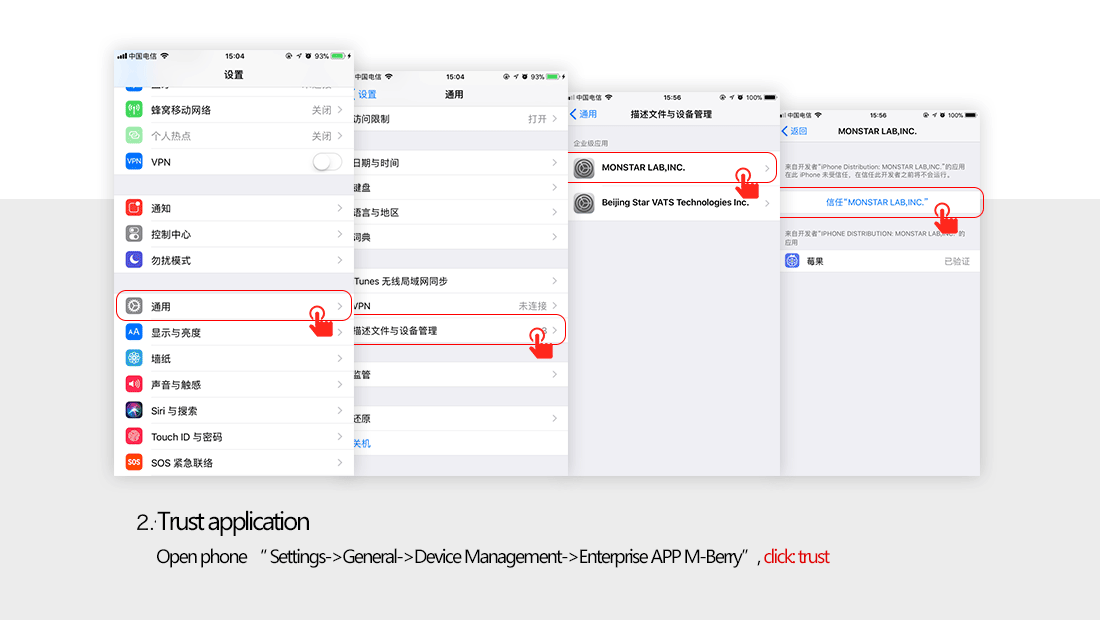 中国电信 15:04 93%
设置
蜂窝移动网络 关闭
个人热点 关闭
VPN VPN
通知
控制中心
勿扰模式
通用
AA 显示与亮度
墙纸
声音与触感
Siri 与搜索
Touch ID 与密码
SOS SOS 紧急联络
中国电信 15:04 93%
设置 通用
访问限制 打开
日期与时间
键盘
语言与地区
词典
iTunes 无线局域网同步
VPN 未连接
描述文件与设备管理
监管
还原
关机
中国电信 15:56 100%
通用 描述文件与设备管理
企业级应用
MONSTAR LAB,INC.
Beijing Star VATS Technologies Inc.
中国电信 15:56 100%
返回 MONSTAR LAB,INC.
来自开发者“iPhone Distribution: MONSTAR LAB,INC.”的应用
在此 iPhone 未受信任，在信任此开发者之前将不会运行。
信任“MONSTAR LAB,INC.”
来自开发者“IPHONE DISTRIBUTION: MONSTAR LAB,INC.”的
应用
莓果 已验证
2. Trust application
Open phone “ Settings->General->Device Management->Enterprise APP M-Berry” , click: trust